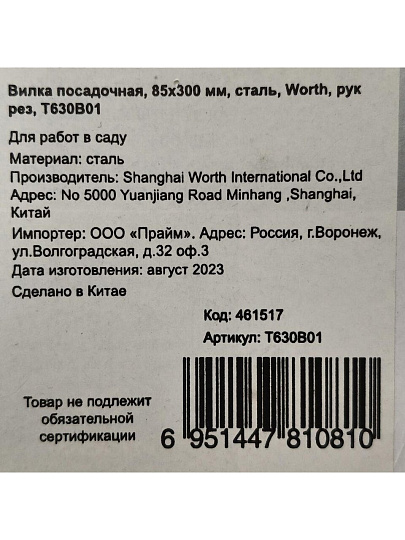 Вилка посадочная, 85х300 мм, сталь, Worth, рук
рез, T630B01
Для работ в саду
Материал: сталь
Производитель: Shanghai Worth International Co.,Ltd
Адрес: No 5000 Yuanjiang Road Minhang ,Shanghai,
Китай
Импортер: ООО «Прайм». Адрес: Россия, г.Воронеж,
ул.Волгоградская, д.32 оф.3
Дата изготовления: август 2023
Сделано в Китае
Код: 461517
Артикул: T630B01
Товар не подлежит
обязательной
сертификации
6 951447 810810